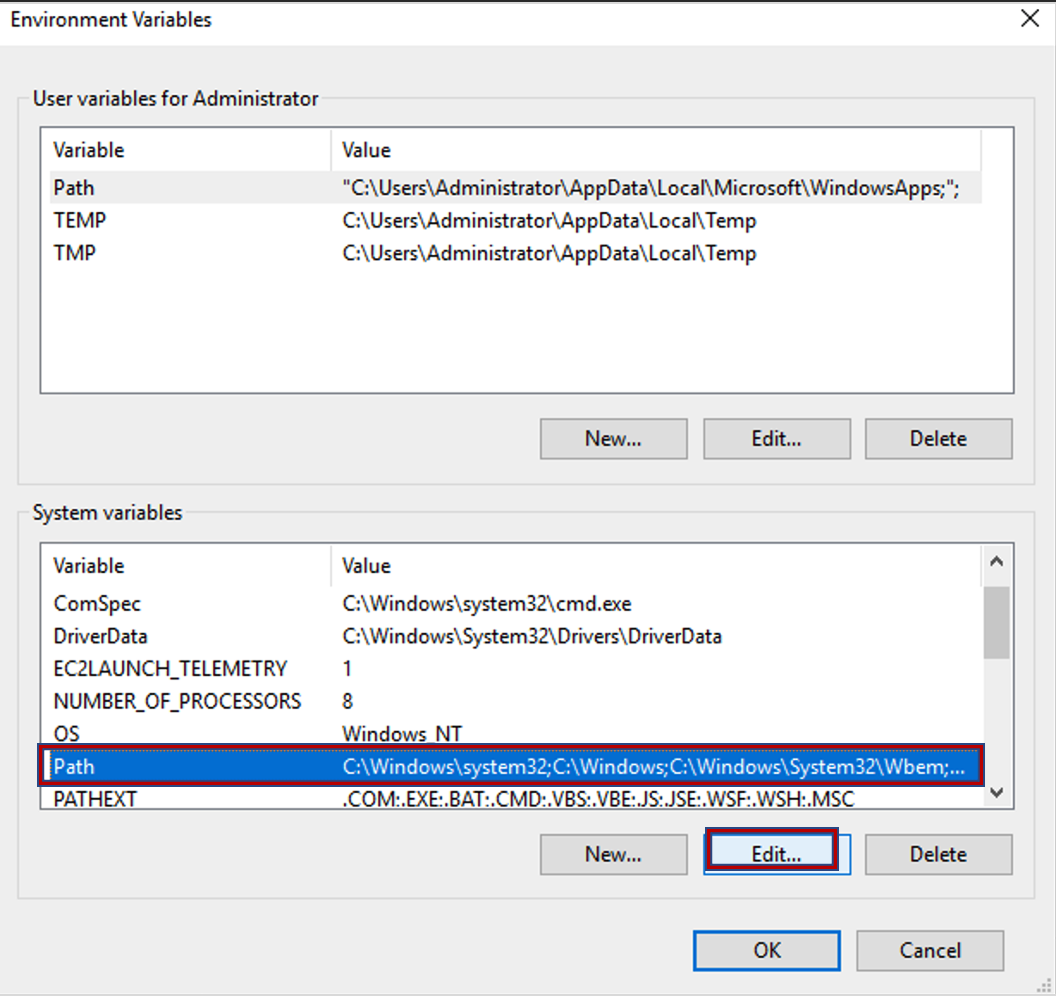 Environment Variables
User variables for Administrator
Variable Value
Path "C:\Users\Administrator\AppData\Local\Microsoft\WindowsApps;";
TEMP C:\Users\Administrator\AppData\Local\Temp
TMP C:\Users\Administrator\AppData\Local\Temp
New... Edit... Delete
System variables
Variable Value
ComSpec C:\Windows\system32\cmd.exe
DriverData C:\Windows\System32\Drivers\DriverData
EC2LAUNCH_TELEMETRY 1
NUMBER_OF_PROCESSORS 8
OS Windows_NT
Path C:\Windows\system32;C:\Windows;C:\Windows\System32\Wbem;...
PATHEXT .COM;.EXE;.BAT;.CMD;.VBS;.VBE;.JS;.JSE;.WSF;.WSH;.MSC
New... Edit... Delete
OK Cancel